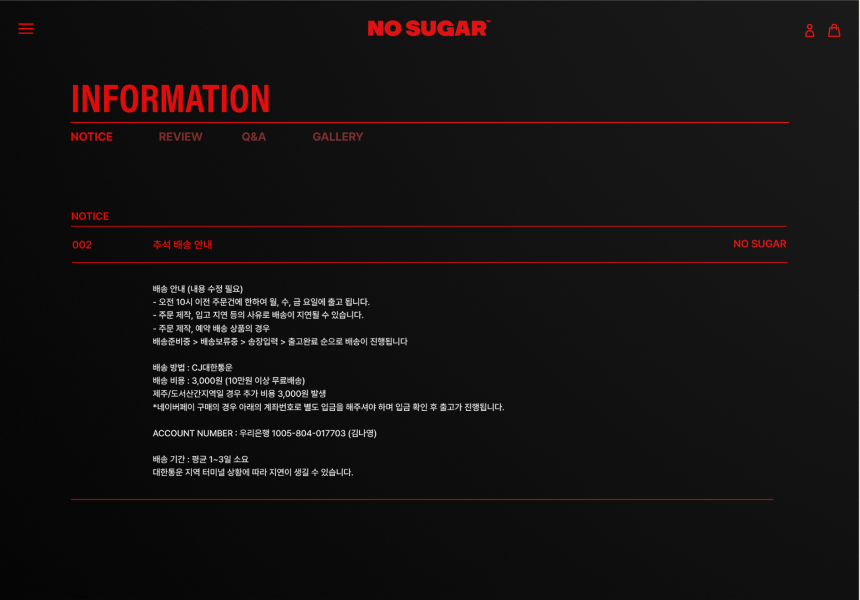 NO SUGAR™
INFORMATION
NOTICE REVIEW Q&A GALLERY
NOTICE
002 추석 배송 안내 NO SUGAR
배송 안내 (내용 수정 필요)
- 오전 10시 이전 주문건에 한하여 월, 수, 금 요일에 출고 됩니다.
- 주문 제작, 입고 지연 등의 사유로 배송이 지연될 수 있습니다.
- 주문 제작, 예약 배송 상품의 경우
배송준비중 > 배송보류중 > 송장입력 > 출고완료 순으로 배송이 진행됩니다
배송 방법 : CJ대한통운
배송 비용 : 3,000원 (10만원 이상 무료배송)
제주/도서산간지역일 경우 추가 비용 3,000원 발생
*네이버페이 구매의 경우 아래의 계좌번호로 별도 입금을 해주셔야 하며 입금 확인 후 출고가 진행됩니다.
ACCOUNT NUMBER : 우리은행 1005-804-017703 (김나영)
배송 기간 : 평균 1~3일 소요
대한통운 지역 터미널 상황에 따라 지연이 생길 수 있습니다.